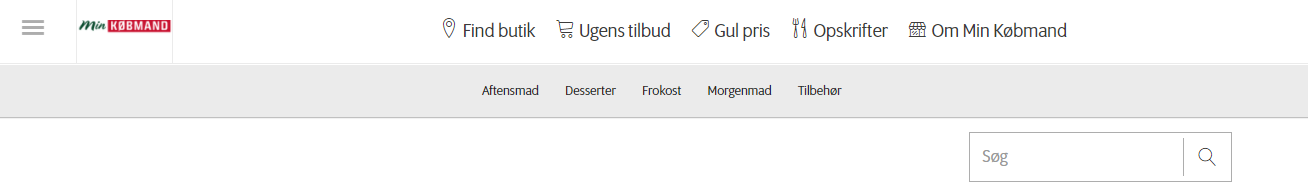 Min KØBMAND Find butik Ugens tilbud Gul pris Opskrifter Om Min Købmand
Aftensmad Desserter Frokost Morgenmad Tilbehør
Søg